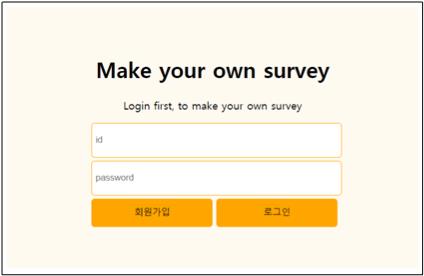 Make your own survey
Login first, to make your own survey
id
password
회원가입 로그인